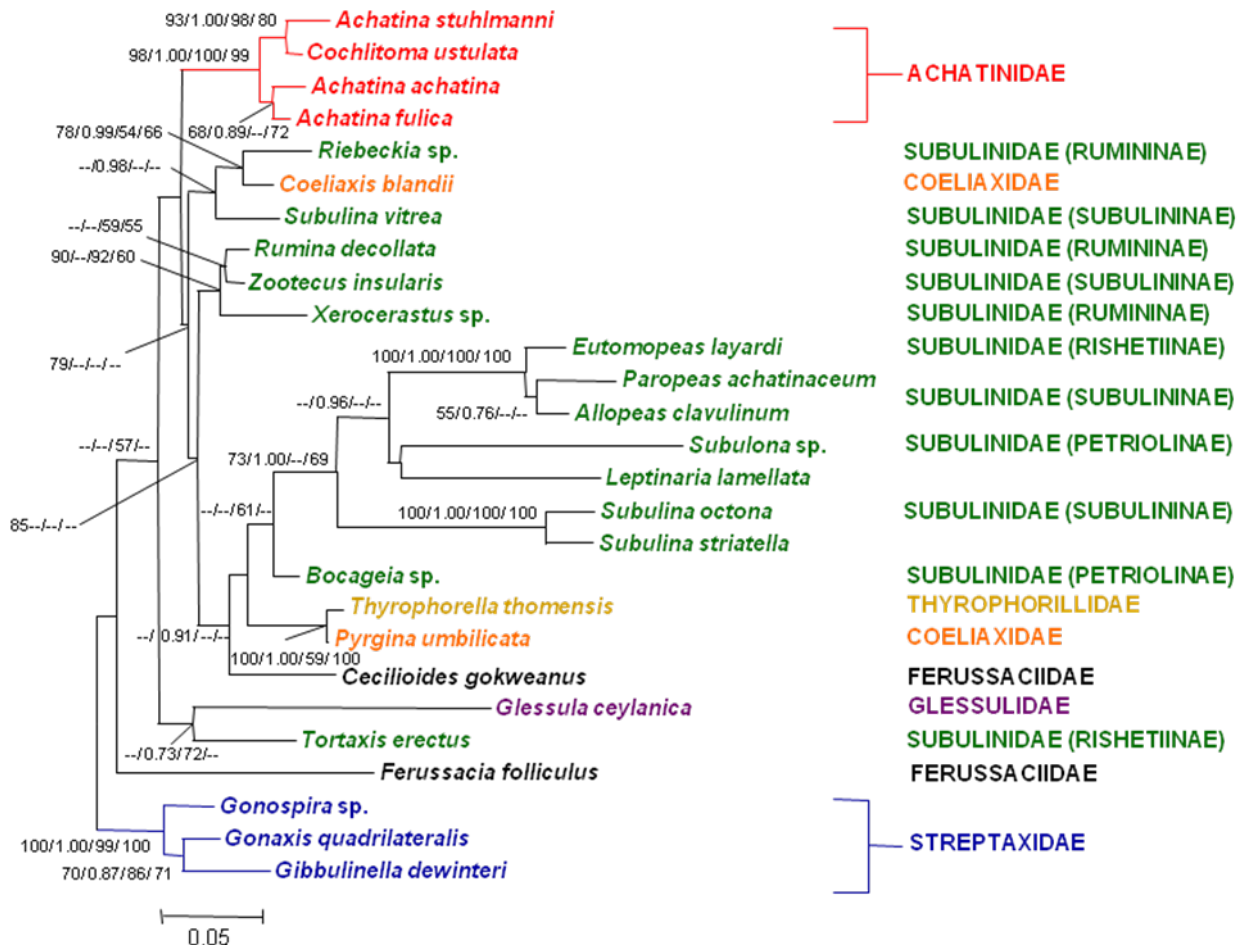 93/1.00/98/80
Achatina stuhlmanni
98/1.00/100/99
Cochlitoma ustulata
ACHATINIDAE
Achatina achatina
Achatina fulica
68/0.89/--/72
78/0.99/54/66
Riebeckia sp.
SUBULINIDAE (RUMININAE)
--/0.98/--/--
Coeliaxis blandii
COELIAXIDAE
Subulina vitrea
SUBULINIDAE (SUBULININAE)
--/--/59/55
Rumina decollata
SUBULINIDAE (RUMININAE)
90/--/92/60
Zootecus insularis
SUBULINIDAE (SUBULININAE)
Xerocerastus sp.
SUBULINIDAE (RUMININAE)
79/--/--/--
100/1.00/100/100
Eutomopeas layardi
SUBULINIDAE (RISHETIINAE)
Paropeas achatinaceum
SUBULINIDAE (SUBULININAE)
--/0.96/--/--
55/0.76/--/--
Allopeas clavulinum
--/--/57/--
Subulona sp.
SUBULINIDAE (PETRIOLINAE)
73/1.00/--/69
Leptinaria lamellata
85--/--/--
--/--/61/--
100/1.00/100/100
Subulina octona
SUBULINIDAE (SUBULININAE)
Subulina striatella
Bocageia sp.
SUBULINIDAE (PETRIOLINAE)
Thyrophorella thomensis
THYROPHORILLIDAE
--/0.91/--/--
Pyrgina umbilicata
COELIAXIDAE
100/1.00/59/100
Cecilioides gokweanus
FERUSSACIIDAE
Glessula ceylanica
GLESSULIDAE
--/0.73/72/--
Tortaxis erectus
SUBULINIDAE (RISHETIINAE)
Ferussacia folliculus
FERUSSACIIDAE
Gonospira sp.
100/1.00/99/100
Gonaxis quadrilateralis
STREPTAXIDAE
70/0.87/86/71
Gibbulinella dewinteri
0.05